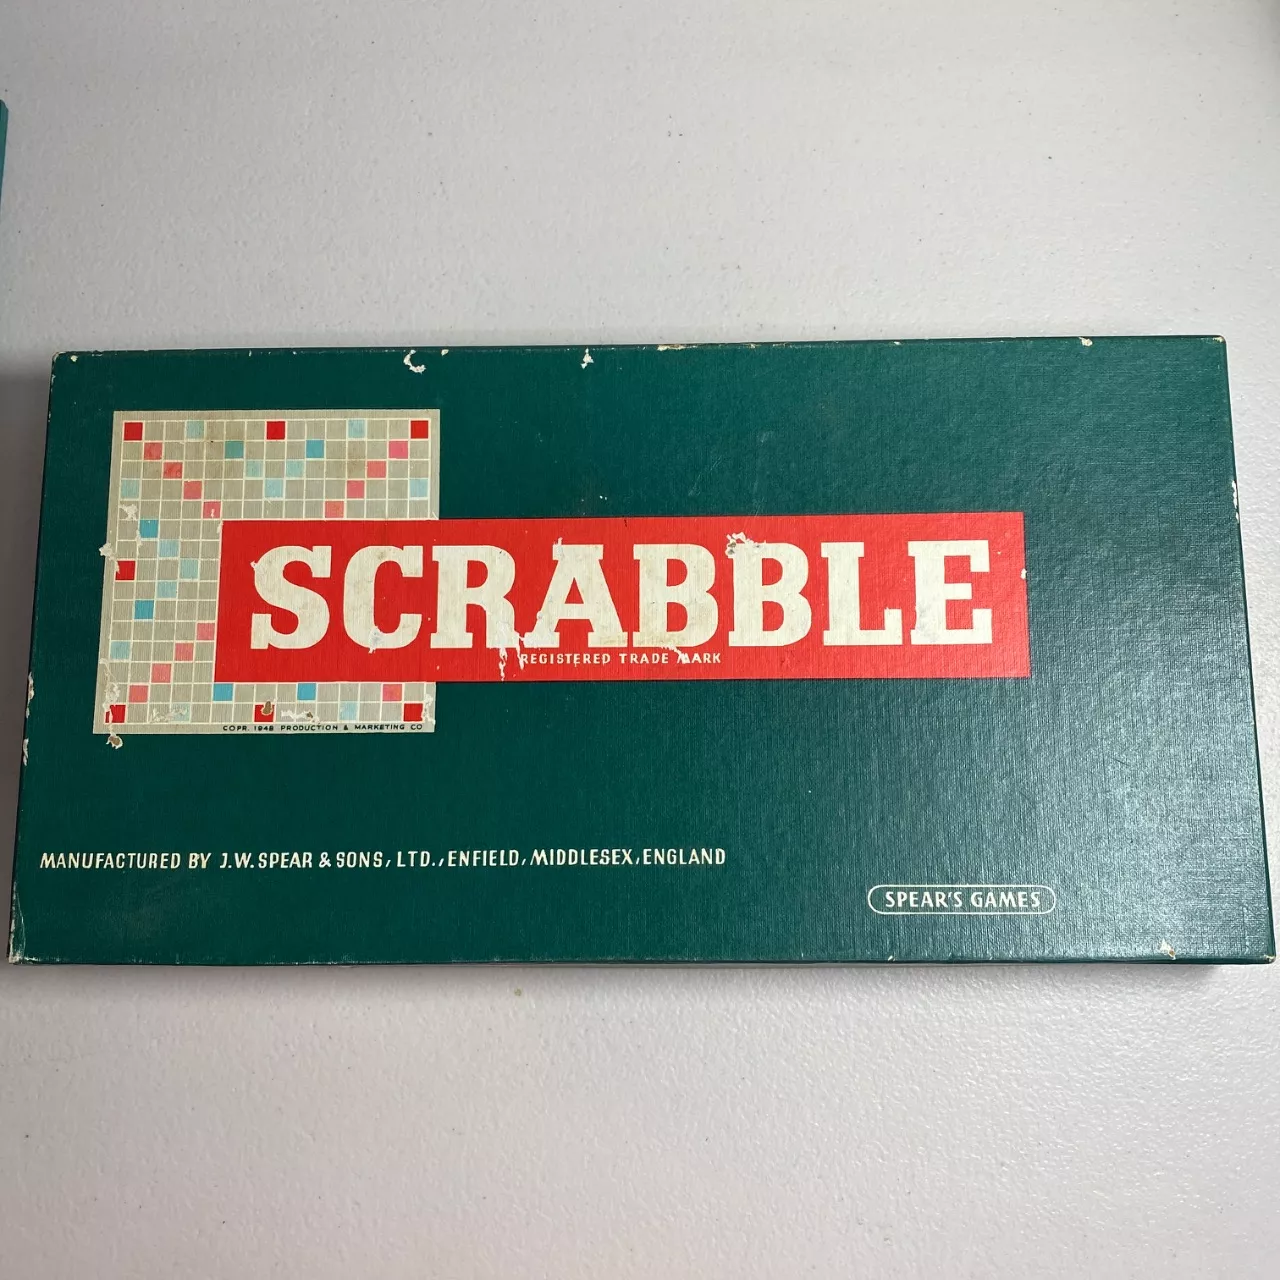 SCRABBLE
REGISTERED TRADE MARK
COPR. 1948 PRODUCTION & MARKETING CO
MANUFACTURED BY J.W. SPEAR & SONS, LTD., ENFIELD, MIDDLESEX, ENGLAND
SPEAR'S GAMES